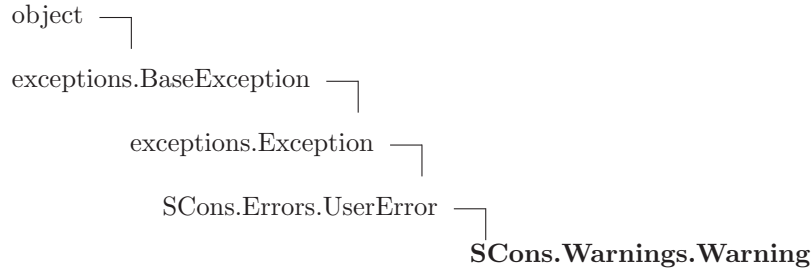 object
exceptions.BaseException
exceptions.Exception
SCons.Errors.UserError
SCons.Warnings.Warning